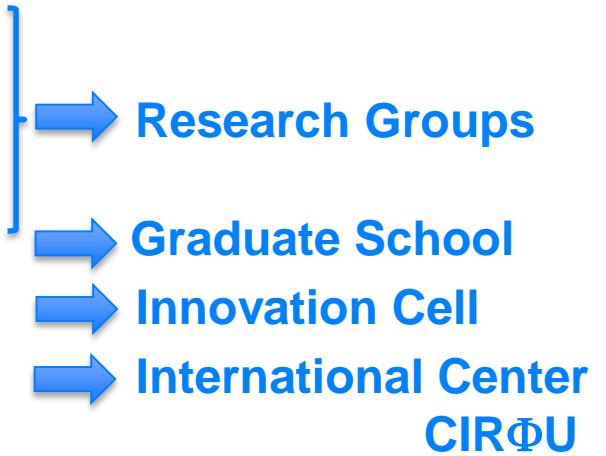 Research Groups
Graduate School
Innovation Cell
International Center
CIRΦU